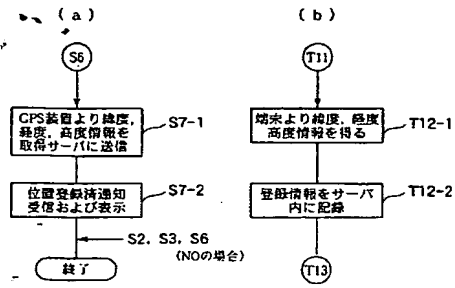 (a)
S6
GPS装置より緯度,
経度,高度情報を
取得サーバに送信
S7-1
位置登録済通知
受信および表示
S7-2
S2, S3, S6
(NOの場合)
終了
(b)
T11
端末より緯度,経度
高度情報を得る
T12-1
登録情報をサーバ
内に記録
T12-2
T13